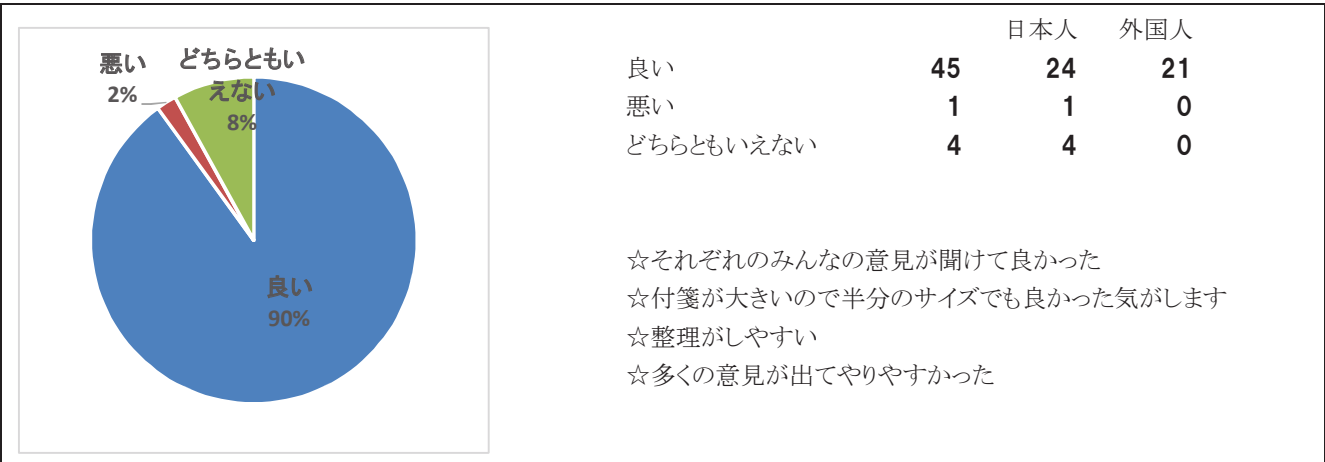 悪い
2%
どちらともい
えない
8%
良い
90%
日本人 外国人
良い 45 24 21
悪い 1 1 0
どちらともいえない 4 4 0
☆それぞれのみんなの意見が聞けて良かった
☆付箋が大きいので半分のサイズでも良かった気がします
☆整理がしやすい
☆多くの意見が出てやりやすかった